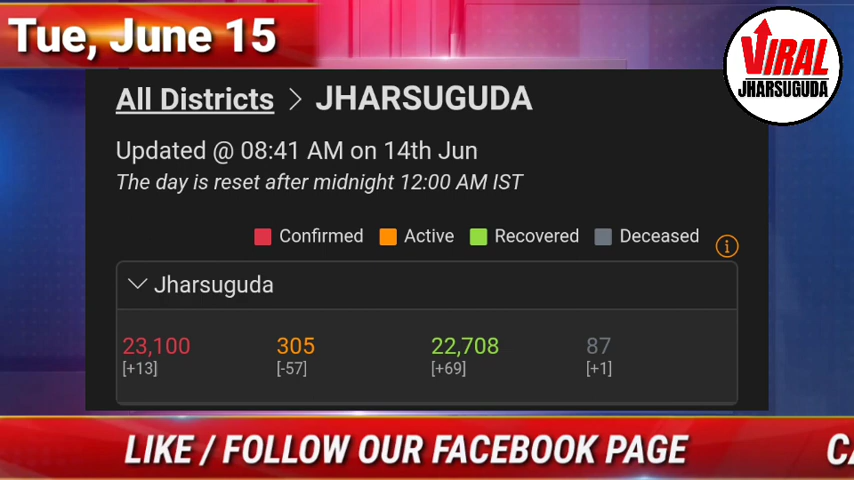 Tue, June 15
VIRAL
JHARSUGUDA
All Districts > JHARSUGUDA
Updated @ 08:41 AM on 14th Jun
The day is reset after midnight 12:00 AM IST
Confirmed Active Recovered Deceased
Jharsuguda
23,100 305 22,708 87
[+13] [-57] [+69] [+1]
LIKE / FOLLOW OUR FACEBOOK PAGE